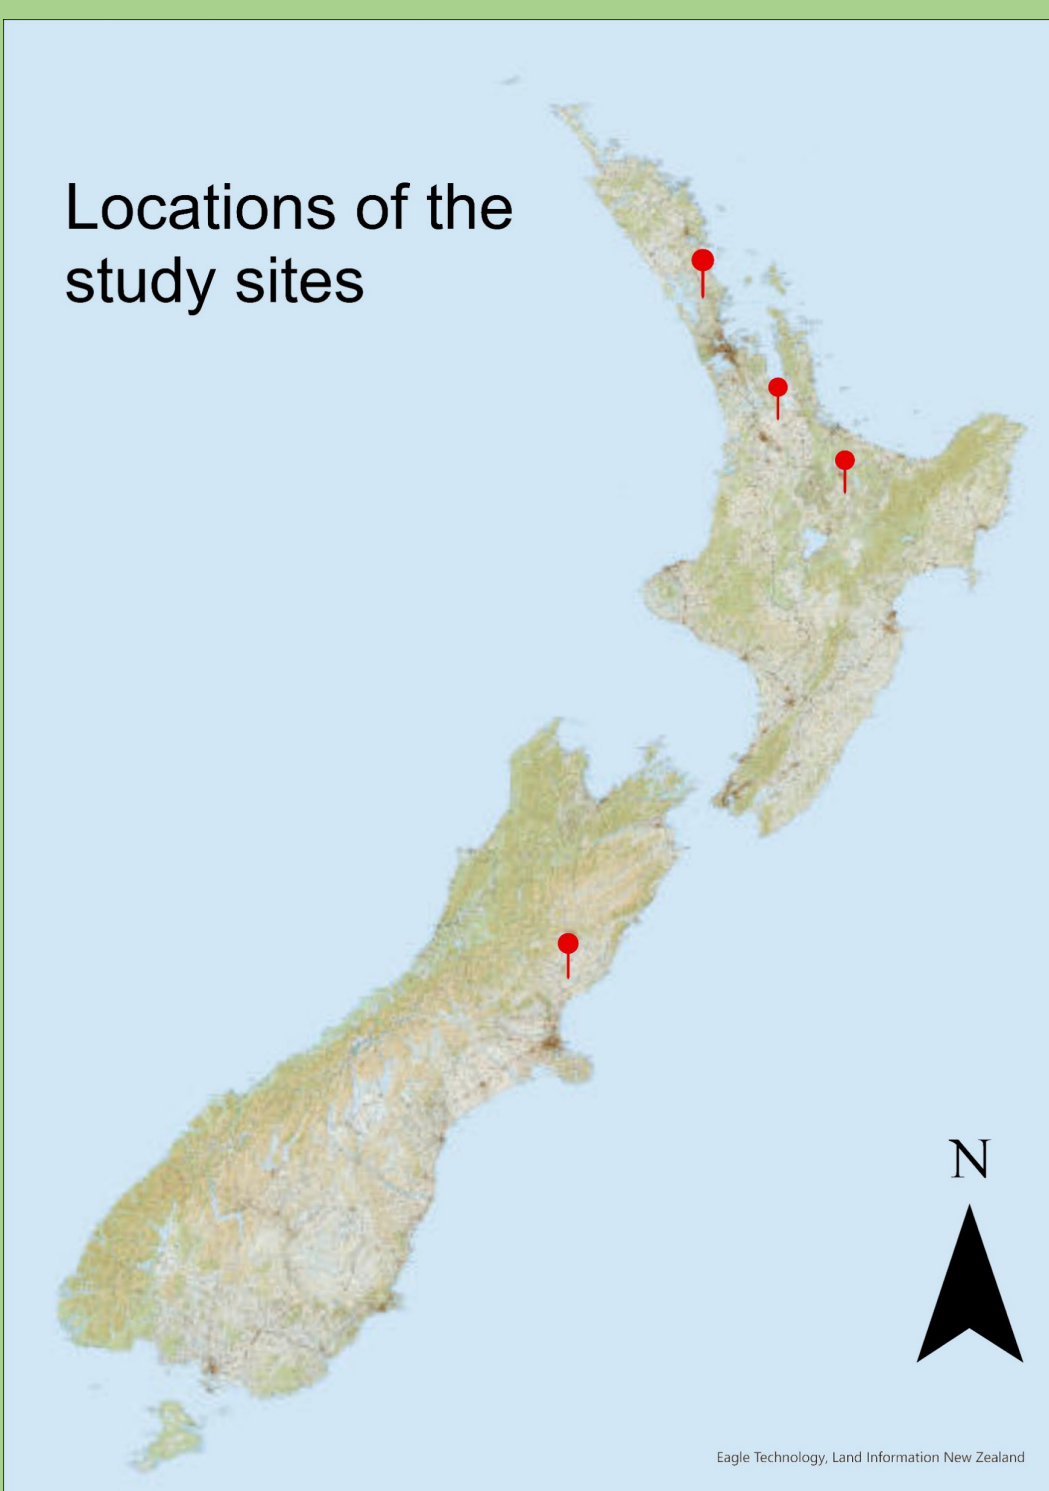 Locations of the
study sites
N
Eagle Technology, Land Information New Zealand